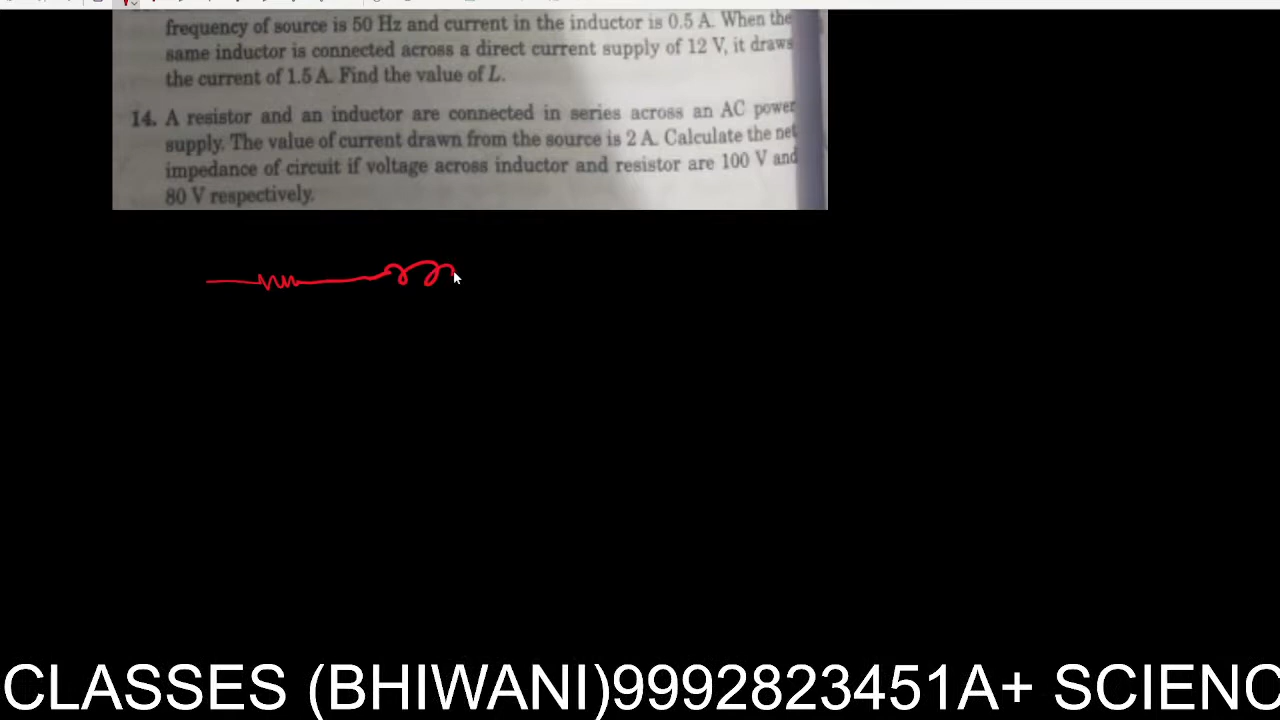 frequency of source is 50 Hz and current in the inductor is 0.5 A. When the
same inductor is connected across a direct current supply of 12 V, it draws
the current of 1.5 A. Find the value of L.
14. A resistor and an inductor are connected in series across an AC power
supply. The value of current drawn from the source is 2 A. Calculate the net
impedance of circuit if voltage across inductor and resistor are 100 V and
80 V respectively.
CLASSES (BHIWANI)9992823451A+ SCIENC